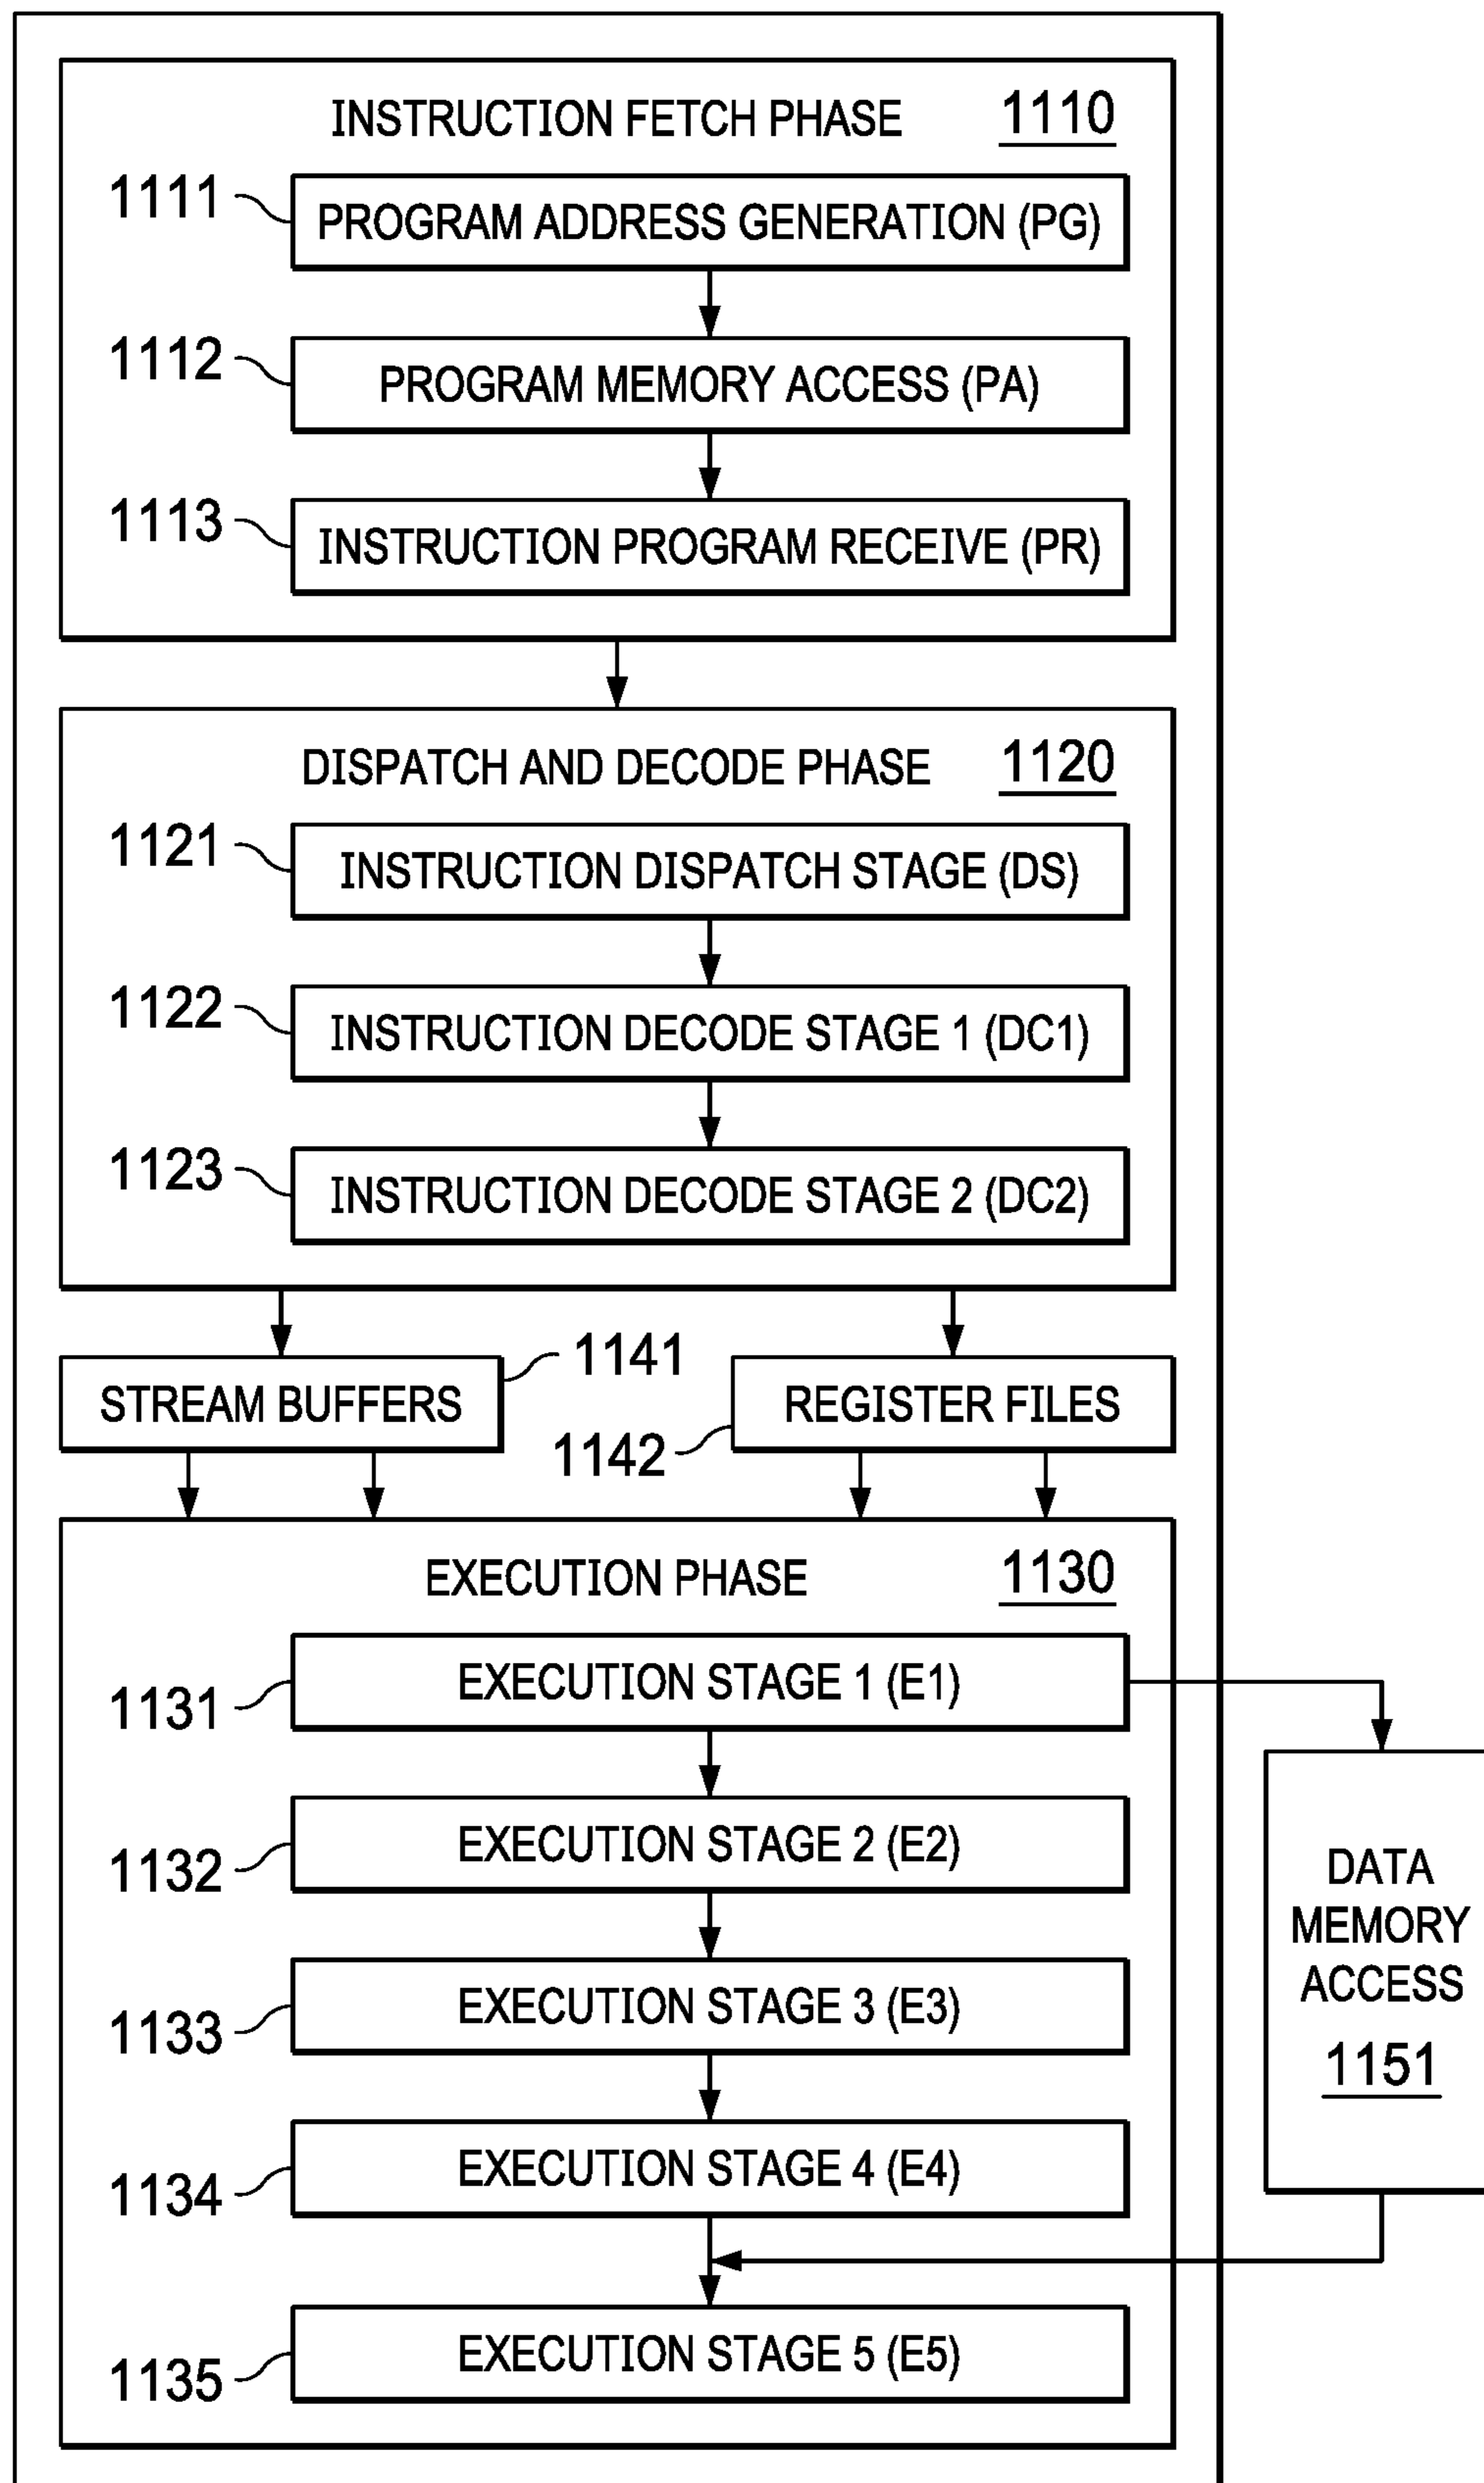 INSTRUCTION FETCH PHASE 1110
1111 PROGRAM ADDRESS GENERATION (PG)
1112 PROGRAM MEMORY ACCESS (PA)
1113 INSTRUCTION PROGRAM RECEIVE (PR)
DISPATCH AND DECODE PHASE 1120
1121 INSTRUCTION DISPATCH STAGE (DS)
1122 INSTRUCTION DECODE STAGE 1 (DC1)
1123 INSTRUCTION DECODE STAGE 2 (DC2)
STREAM BUFFERS 1141
1142 REGISTER FILES
EXECUTION PHASE 1130
1131 EXECUTION STAGE 1 (E1)
1132 EXECUTION STAGE 2 (E2)
1133 EXECUTION STAGE 3 (E3)
1134 EXECUTION STAGE 4 (E4)
1135 EXECUTION STAGE 5 (E5)
DATA
MEMORY
ACCESS
1151